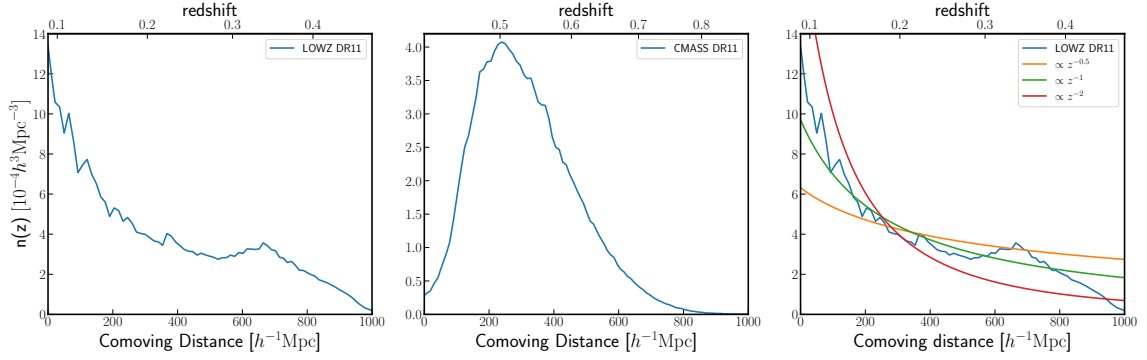 redshift
0.1 0.2 0.3 0.4
LOWZ DR11
n(z) [10⁻⁴h³Mpc⁻³]
14
12
10
8
6
4
2
0
0 200 400 600 800 1000
Comoving Distance [h⁻¹Mpc]
redshift
0.4 0.5 0.6 0.7 0.8
CMASS DR11
4.0
3.5
3.0
2.5
2.0
1.5
1.0
0.5
0.0
0 200 400 600 800 1000
Comoving Distance [h⁻¹Mpc]
redshift
0.1 0.2 0.3 0.4
LOWZ DR11
∝ z⁻⁰·⁵
∝ z⁻¹
∝ z⁻²
14
12
10
8
6
4
2
0
0 200 400 600 800 1000
Comoving distance [h⁻¹Mpc]